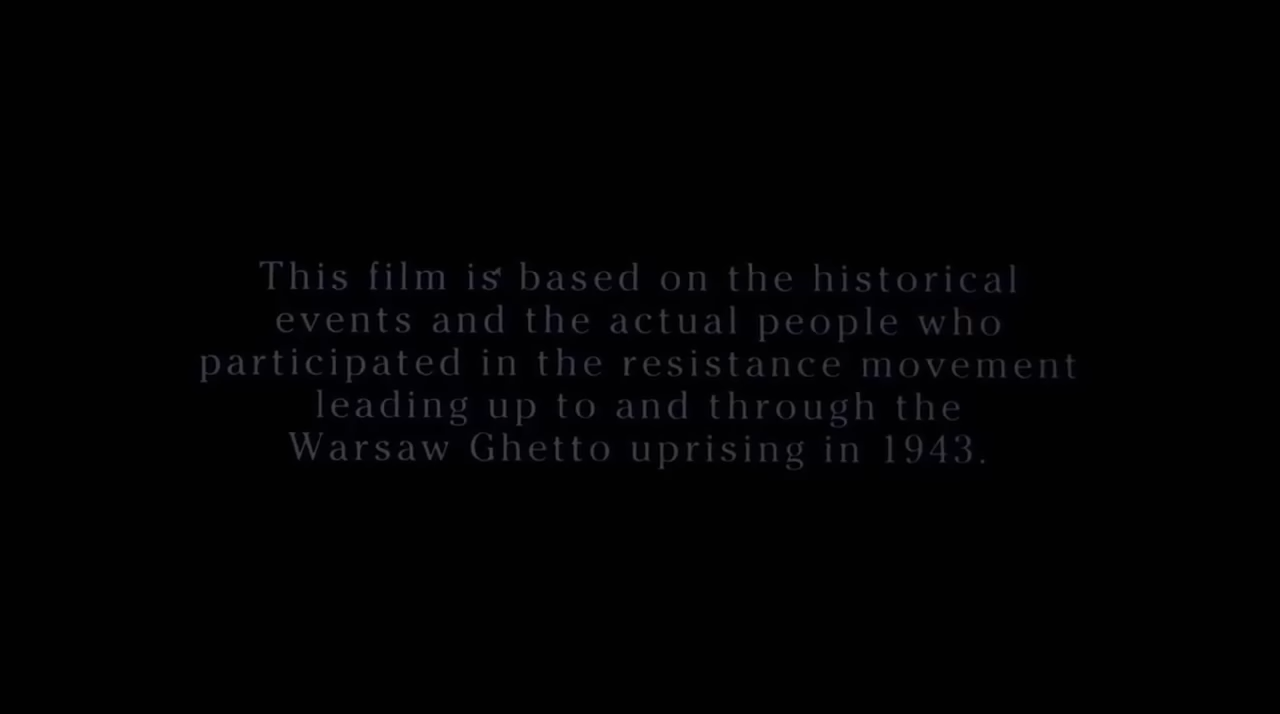 This film is based on the historical
events and the actual people who
participated in the resistance movement
leading up to and through the
Warsaw Ghetto uprising in 1943.